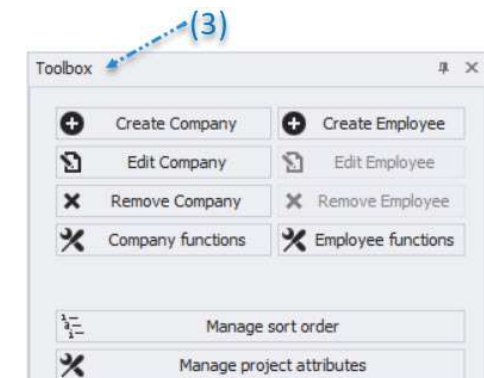 (3)
Toolbox
Create Company Create Employee
Edit Company Edit Employee
Remove Company Remove Employee
Company functions Employee functions
Manage sort order
Manage project attributes